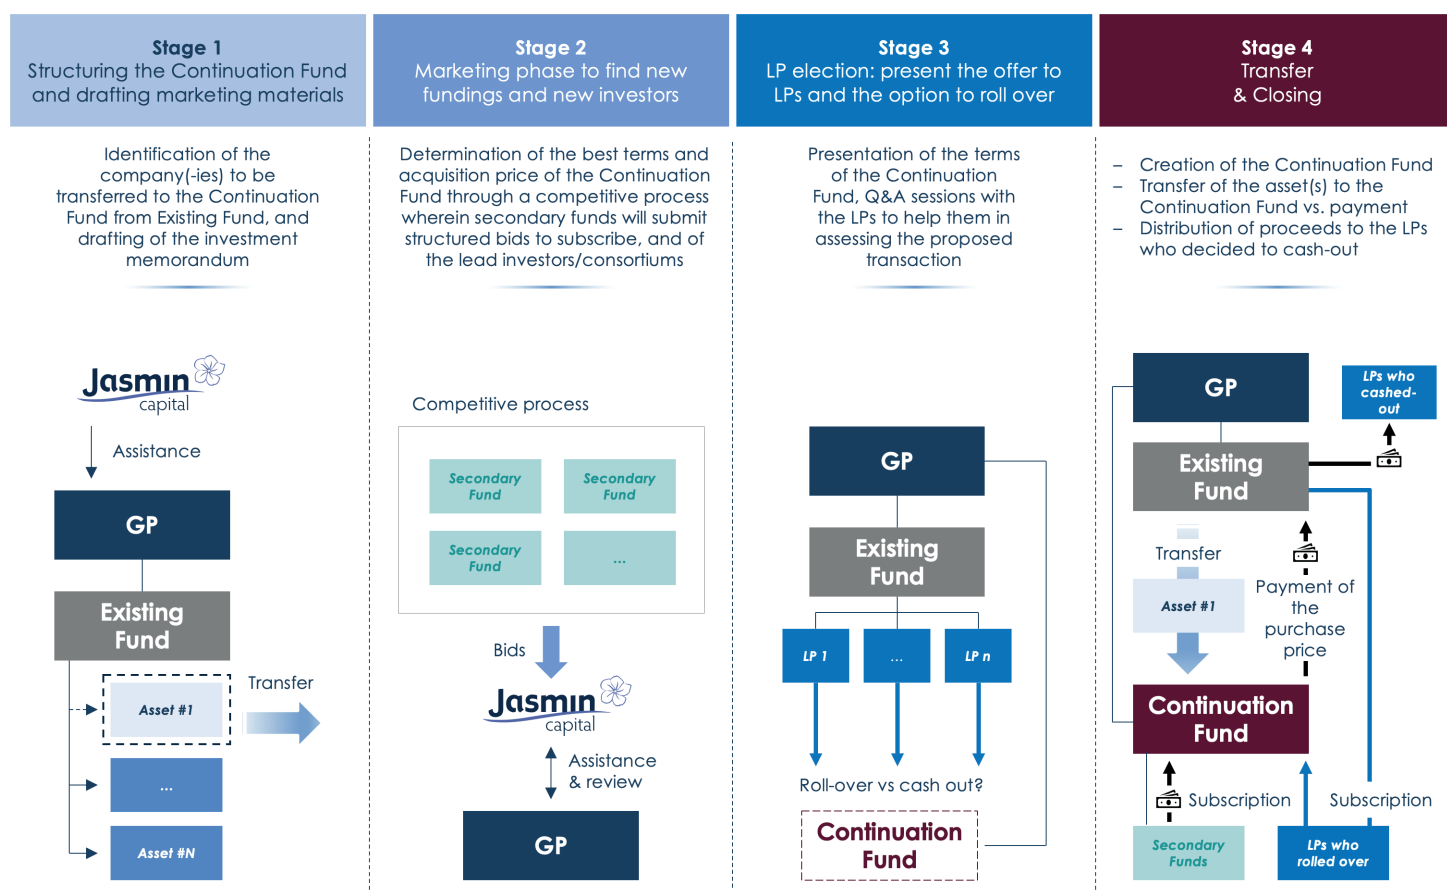 Stage 1
Structuring the Continuation Fund
and drafting marketing materials
Identification of the
company(-ies) to be
transferred to the Continuation
Fund from Existing Fund, and
drafting of the investment
memorandum
Jasmin
capital
Assistance
GP
Existing
Fund
Asset #1
Transfer
...
Asset #N
Stage 2
Marketing phase to find new
fundings and new investors
Determination of the best terms and
acquisition price of the Continuation
Fund through a competitive process
wherein secondary funds will submit
structured bids to subscribe, and of
the lead investors/consortiums
Competitive process
Secondary
Fund
Secondary
Fund
Secondary
Fund
...
Bids
Jasmin
capital
Assistance
& review
GP
Stage 3
LP election: present the offer to
LPs and the option to roll over
Presentation of the terms
of the Continuation
Fund, Q&A sessions with
the LPs to help them in
assessing the proposed
transaction
GP
Existing
Fund
LP 1
...
LP n
Roll-over vs cash out?
Continuation
Fund
Stage 4
Transfer
& Closing
– Creation of the Continuation Fund
– Transfer of the asset(s) to the
Continuation Fund vs. payment
– Distribution of proceeds to the LPs
who decided to cash-out
GP
LPs who
cashed-
out
Existing
Fund
Transfer
Asset #1
Payment of
the
purchase
price
Continuation
Fund
Subscription
Subscription
Secondary
Funds
LPs who
rolled over